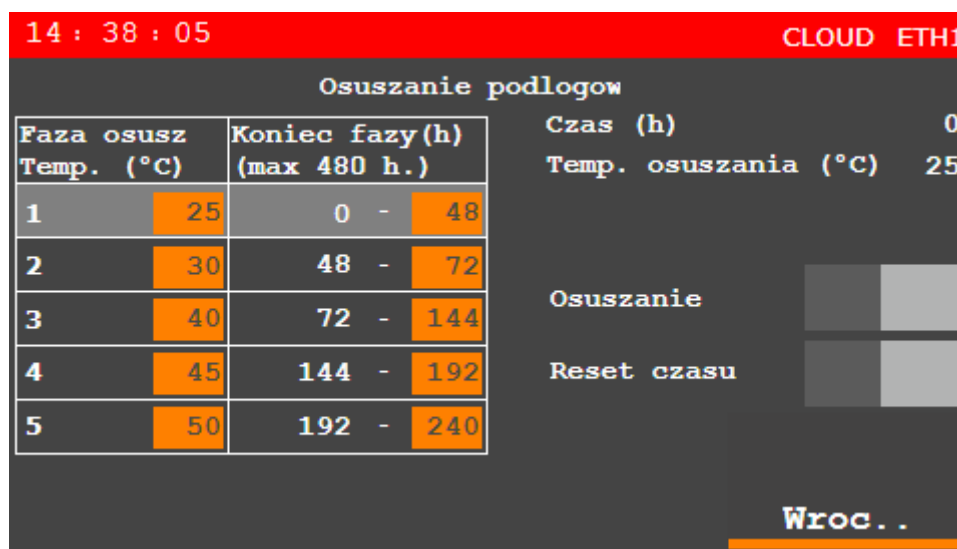 14 : 38 : 05 CLOUD ETH1
Osuszanie podlogow
Faza osusz Temp. (°C)
Koniec fazy(h) (max 480 h.)
1 25 0 - 48
2 30 48 - 72
3 40 72 - 144
4 45 144 - 192
5 50 192 - 240
Czas (h) 0
Temp. osuszania (°C) 25
Osuszanie
Reset czasu
Wroc..